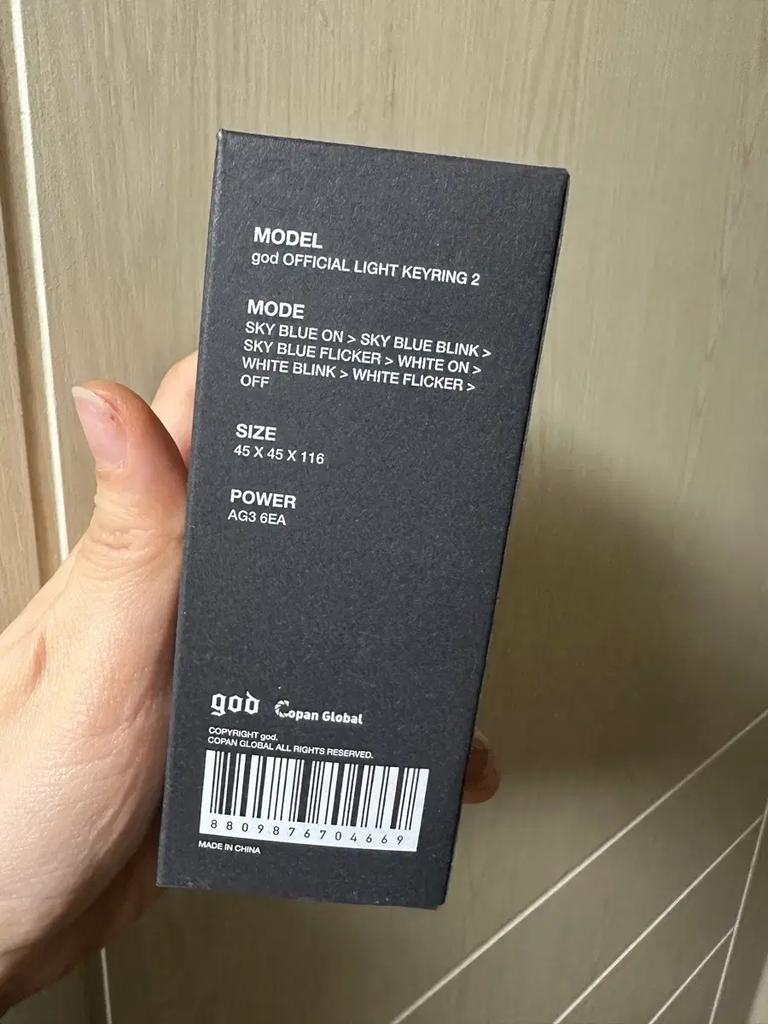 MODEL
god OFFICIAL LIGHT KEYRING 2
MODE
SKY BLUE ON > SKY BLUE BLINK >
SKY BLUE FLICKER > WHITE ON >
WHITE BLINK > WHITE FLICKER >
OFF
SIZE
45 X 45 X 116
POWER
AG3 6EA
god Copan Global
COPYRIGHT god.
COPAN GLOBAL ALL RIGHTS RESERVED.
8809876704669
MADE IN CHINA